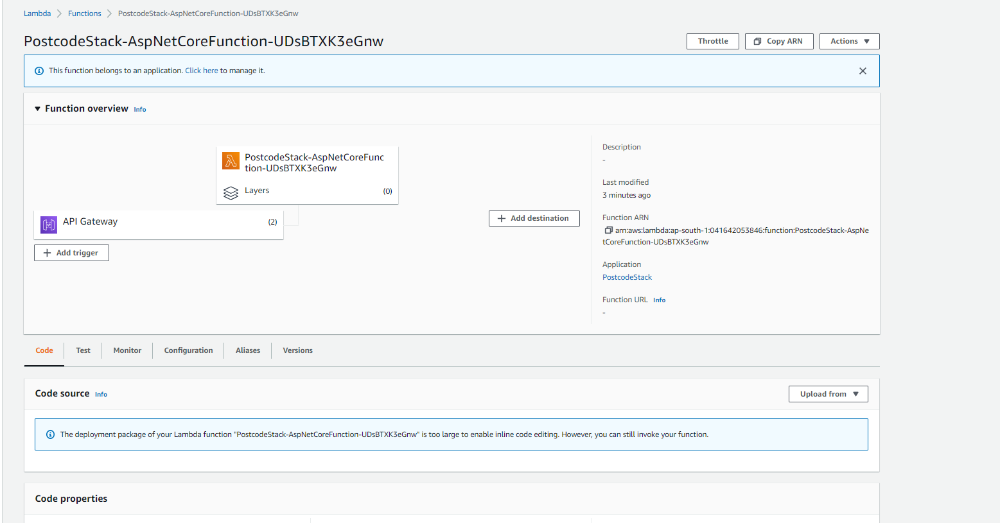 Lambda Functions PostcodeStack-AspNetCoreFunction-UDsBTXK3eGnw
PostcodeStack-AspNetCoreFunction-UDsBTXK3eGnw
Throttle Copy ARN Actions
This function belongs to an application. Click here to manage it.
Function overview Info
PostcodeStack-AspNetCoreFunc
tion-UDsBTXK3eGnw
Layers (0)
API Gateway (2)
Add trigger
Add destination
Description
-
Last modified
3 minutes ago
Function ARN
arn:aws:lambda:ap-south-1:041642053846:function:PostcodeStack-AspNe
tCoreFunction-UDsBTXK3eGnw
Application
PostcodeStack
Function URL Info
-
Code Test Monitor Configuration Aliases Versions
Code source Info
Upload from
The deployment package of your Lambda function "PostcodeStack-AspNetCoreFunction-UDsBTXK3eGnw" is too large to enable inline code editing. However, you can still invoke your function.
Code properties